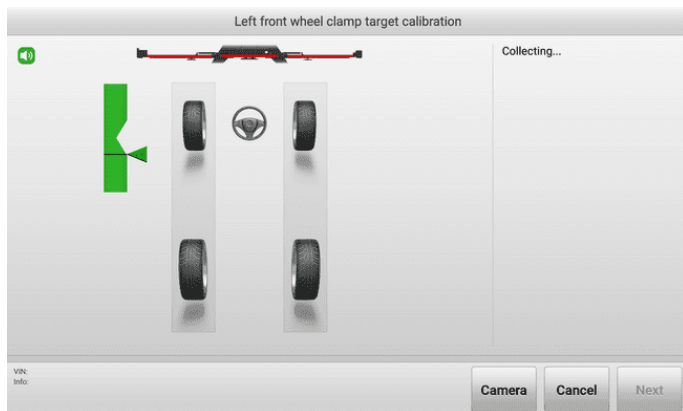 Left front wheel clamp target calibration
Collecting...
VIN:
Info:
Camera
Cancel
Next